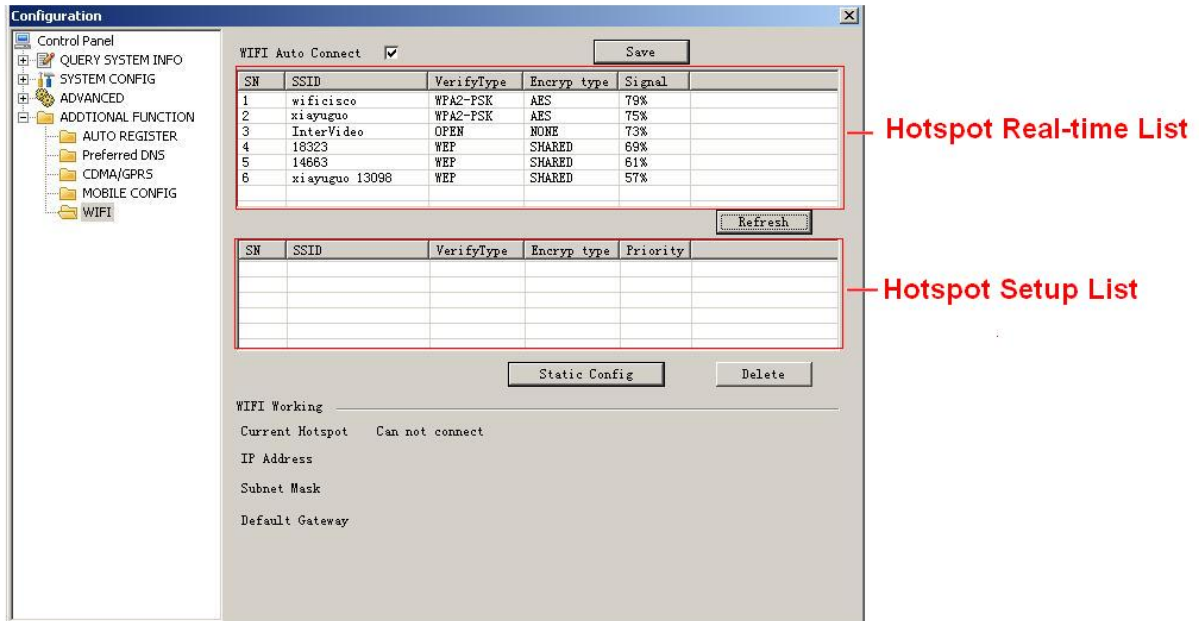 Configuration
Control Panel
QUERY SYSTEM INFO
SYSTEM CONFIG
ADVANCED
ADDTIONAL FUNCTION
AUTO REGISTER
Preferred DNS
CDMA/GPRS
MOBILE CONFIG
WIFI
WIFI Auto Connect Save
SN SSID VerifyType Encryp type Signal
1 wificisco WPA2-PSK AES 79%
2 xiayuguo WPA2-PSK AES 75%
3 InterVideo OPEN NONE 73%
4 18323 WEP SHARED 69%
5 14663 WEP SHARED 61%
6 xiayuguo 13098 WEP SHARED 57%
Hotspot Real-time List
Refresh
SN SSID VerifyType Encryp type Priority
Hotspot Setup List
Static Config Delete
WIFI Working
Current Hotspot Can not connect
IP Address
Subnet Mask
Default Gateway